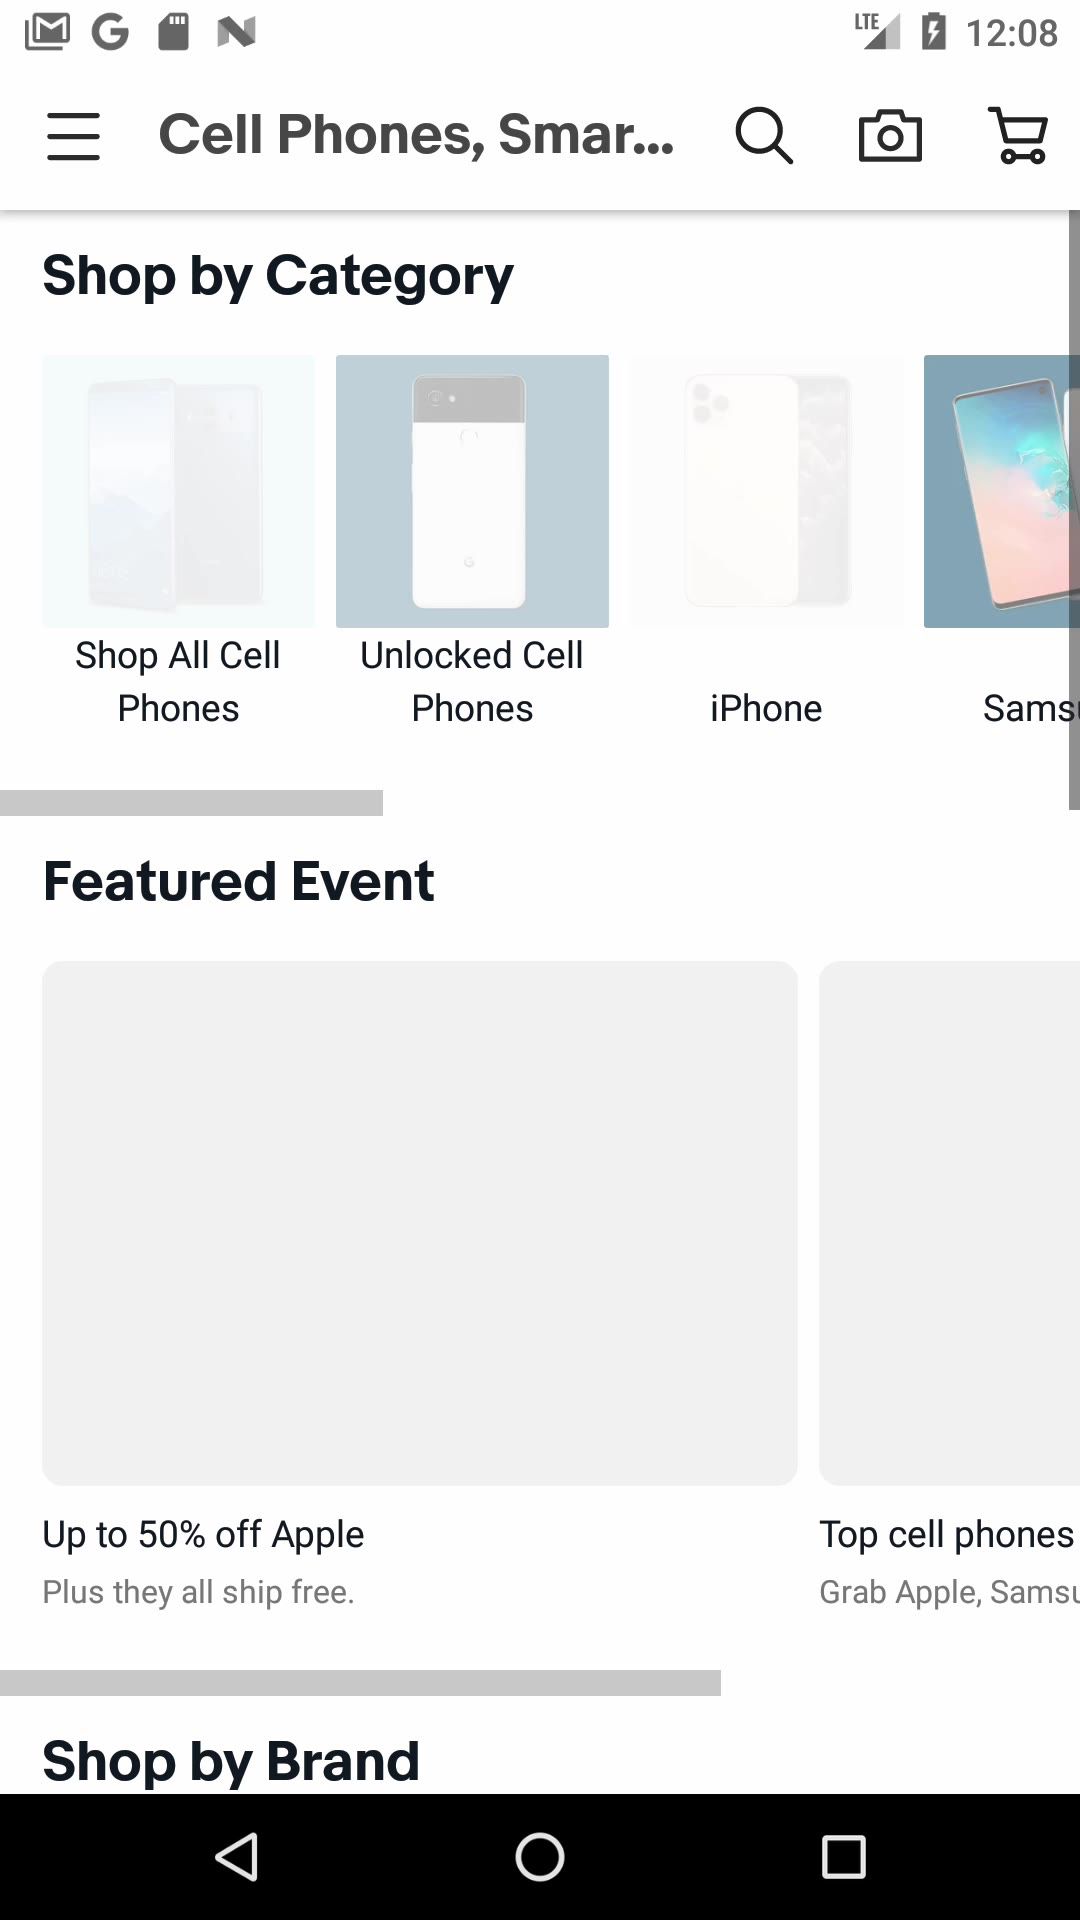 LTE 12:08
Cell Phones, Smar...
Shop by Category
Shop All Cell
Phones
Unlocked Cell
Phones
iPhone
Sams
Featured Event
Up to 50% off Apple
Plus they all ship free.
Top cell phones
Grab Apple, Sams
Shop by Brand